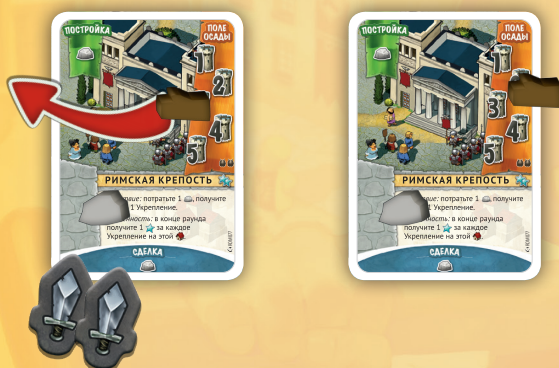 ПОСТРОЙКА
ПОЛЕ
ОСАДЫ
1
2
4
5
РИМСКАЯ КРЕПОСТЬ
потратьте 1 , получите
1 Укрепление.
в конце раунда
получите 1 за каждое
Укрепление на этой .
СДЕЛКА
ПОСТРОЙКА
ПОЛЕ
ОСАДЫ
1
3
4
5
РИМСКАЯ КРЕПОСТЬ
потратьте 1 , получите
1 Укрепление.
в конце раунда
получите 1 за каждое
Укрепление на этой .
СДЕЛКА